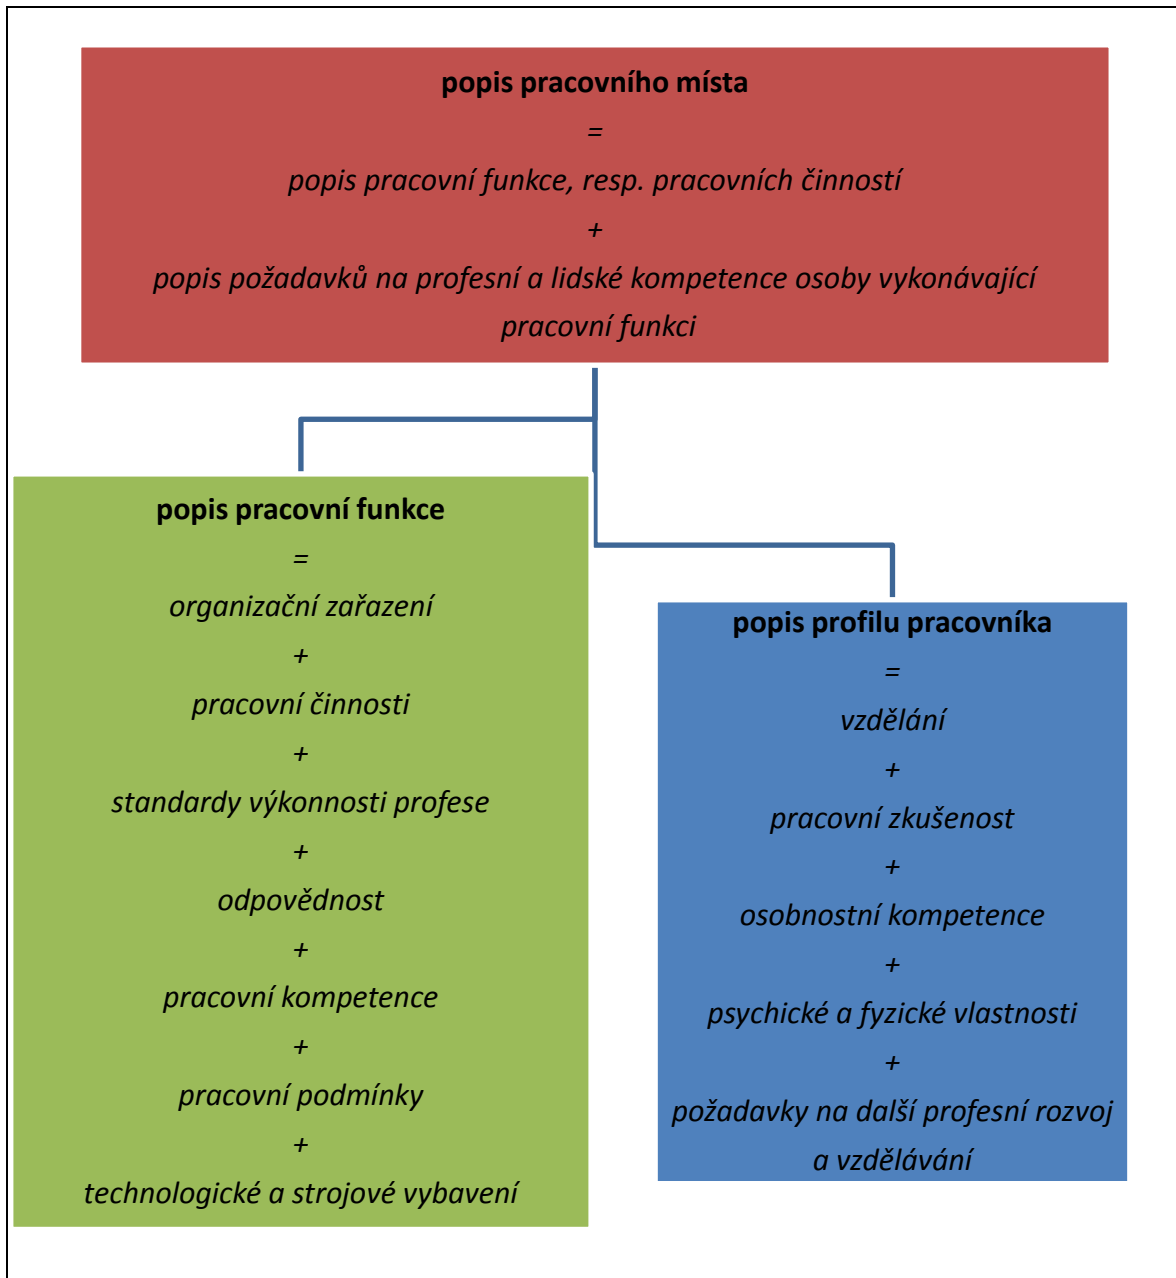 popis pracovního místa
=
popis pracovní funkce, resp. pracovních činností
+
popis požadavků na profesní a lidské kompetence osoby vykonávající
pracovní funkci
popis pracovní funkce
=
organizační zařazení
+
pracovní činnosti
+
standardy výkonnosti profese
+
odpovědnost
+
pracovní kompetence
+
pracovní podmínky
+
technologické a strojové vybavení
popis profilu pracovníka
=
vzdělání
+
pracovní zkušenost
+
osobnostní kompetence
+
psychické a fyzické vlastnosti
+
požadavky na další profesní rozvoj
a vzdělávání